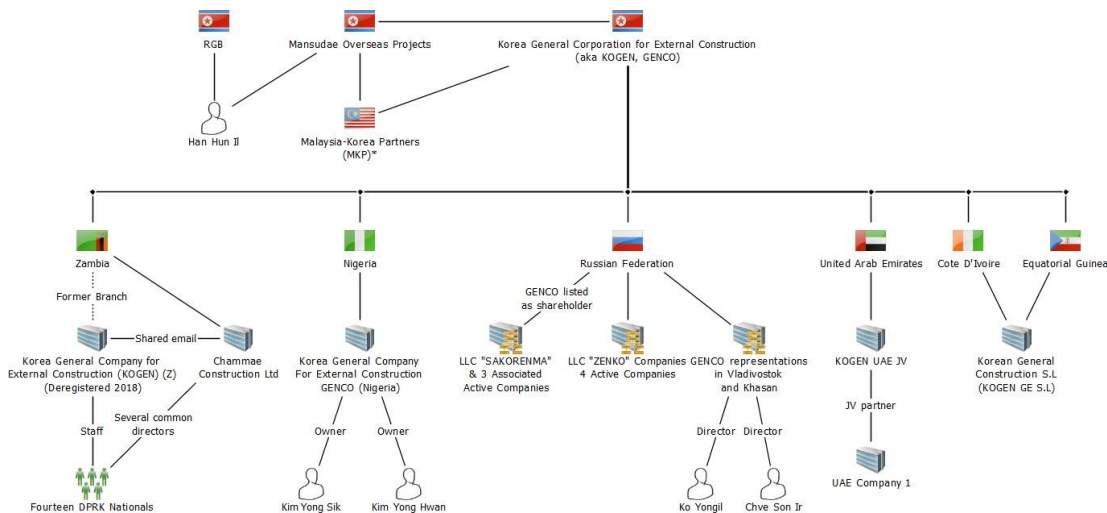 RGB
Mansudae Overseas Projects
Korea General Corporation for External Construction
(aka KOGEN, GENCO)
Han Hun Il
Malaysia-Korea Partners
(MKP)*
Zambia
Nigeria
Russian Federation
United Arab Emirates
Cote D'Ivoire
Equatorial Guinea
Former Branch
GENCO listed
as shareholder
Shared email
Korea General Company for
External Construction (KOGEN) (Z)
(Deregistered 2018)
Chammae
Construction Ltd
Korea General Company
For External Construction
GENCO (Nigeria)
LLC "SAKORENMA"
& 3 Associated
Active Companies
LLC "ZENKO" Companies
4 Active Companies
GENCO representations
in Vladivostok
and Khasan
KOGEN UAE JV
Korean General
Construction S.L
(KOGEN GE S.L)
JV partner
Staff
Several common
directors
Owner
Owner
Director
Director
Fourteen DPRK Nationals
Kim Yong Sik
Kim Yong Hwan
Ko Yongil
Chve Son Ir
UAE Company 1